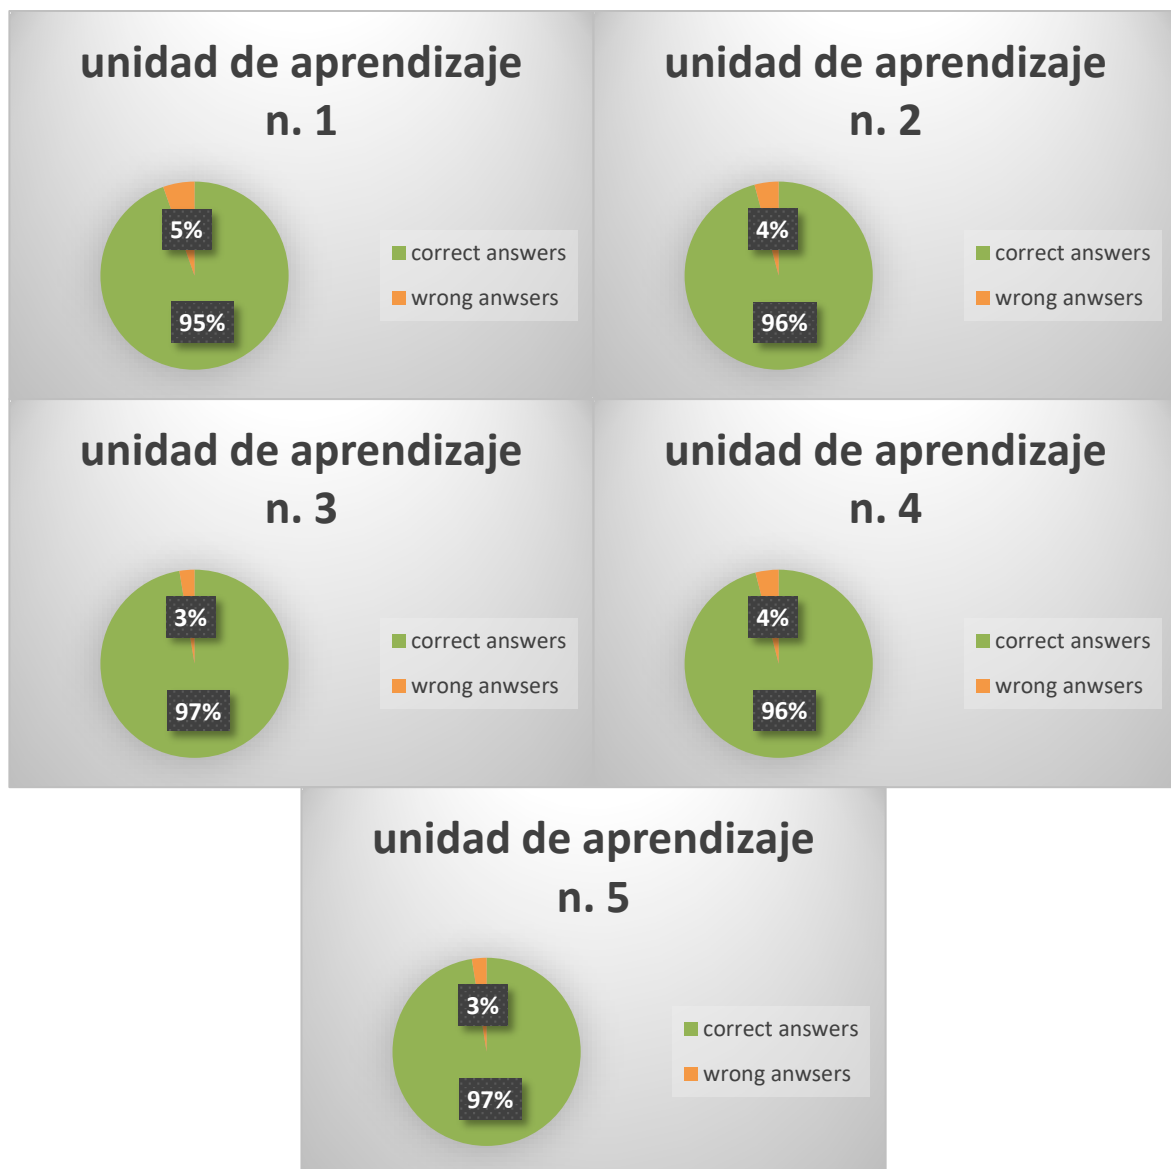 unidad de aprendizaje
n. 1
5%
95%
correct answers
wrong anwsers
unidad de aprendizaje
n. 2
4%
96%
correct answers
wrong anwsers
unidad de aprendizaje
n. 3
3%
97%
correct answers
wrong anwsers
unidad de aprendizaje
n. 4
4%
96%
correct answers
wrong anwsers
unidad de aprendizaje
n. 5
3%
97%
correct answers
wrong anwsers